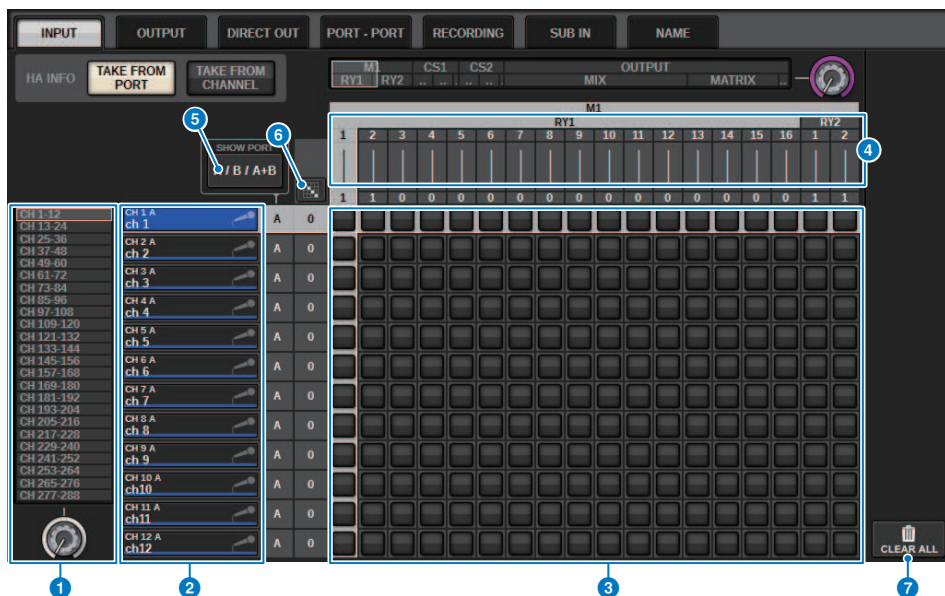 INPUT OUTPUT DIRECT OUT PORT - PORT RECORDING SUB IN NAME
HA INFO TAKE FROM PORT TAKE FROM CHANNEL
M1 CS1 CS2 OUTPUT
RY1 RY2 .. .. .. .. MIX MATRIX ..
M1
RY1 RY2
1 2 3 4 5 6 7 8 9 10 11 12 13 14 15 16 1 2
5 6 4
SHOW PORT
/ B / A+B
1 1 0 0 0 0 0 0 0 0 0 0 0 0 0 0 1 1
CH 1-12
CH 13-24
CH 25-36
CH 37-48
CH 49-60
CH 61-72
CH 73-84
CH 85-96
CH 97-108
CH 109-120
CH 121-132
CH 133-144
CH 145-156
CH 157-168
CH 169-180
CH 181-192
CH 193-204
CH 205-216
CH 217-228
CH 229-240
CH 241-252
CH 253-264
CH 265-276
CH 277-288
CH 1 A
ch 1 A 0
CH 2 A
ch 2 A 0
CH 3 A
ch 3 A 0
CH 4 A
ch 4 A 0
CH 5 A
ch 5 A 0
CH 6 A
ch 6 A 0
CH 7 A
ch 7 A 0
CH 8 A
ch 8 A 0
CH 9 A
ch 9 A 0
CH 10 A
ch10 A 0
CH 11 A
ch11 A 0
CH 12 A
ch12 A 0
CLEAR ALL
1 2 3 7